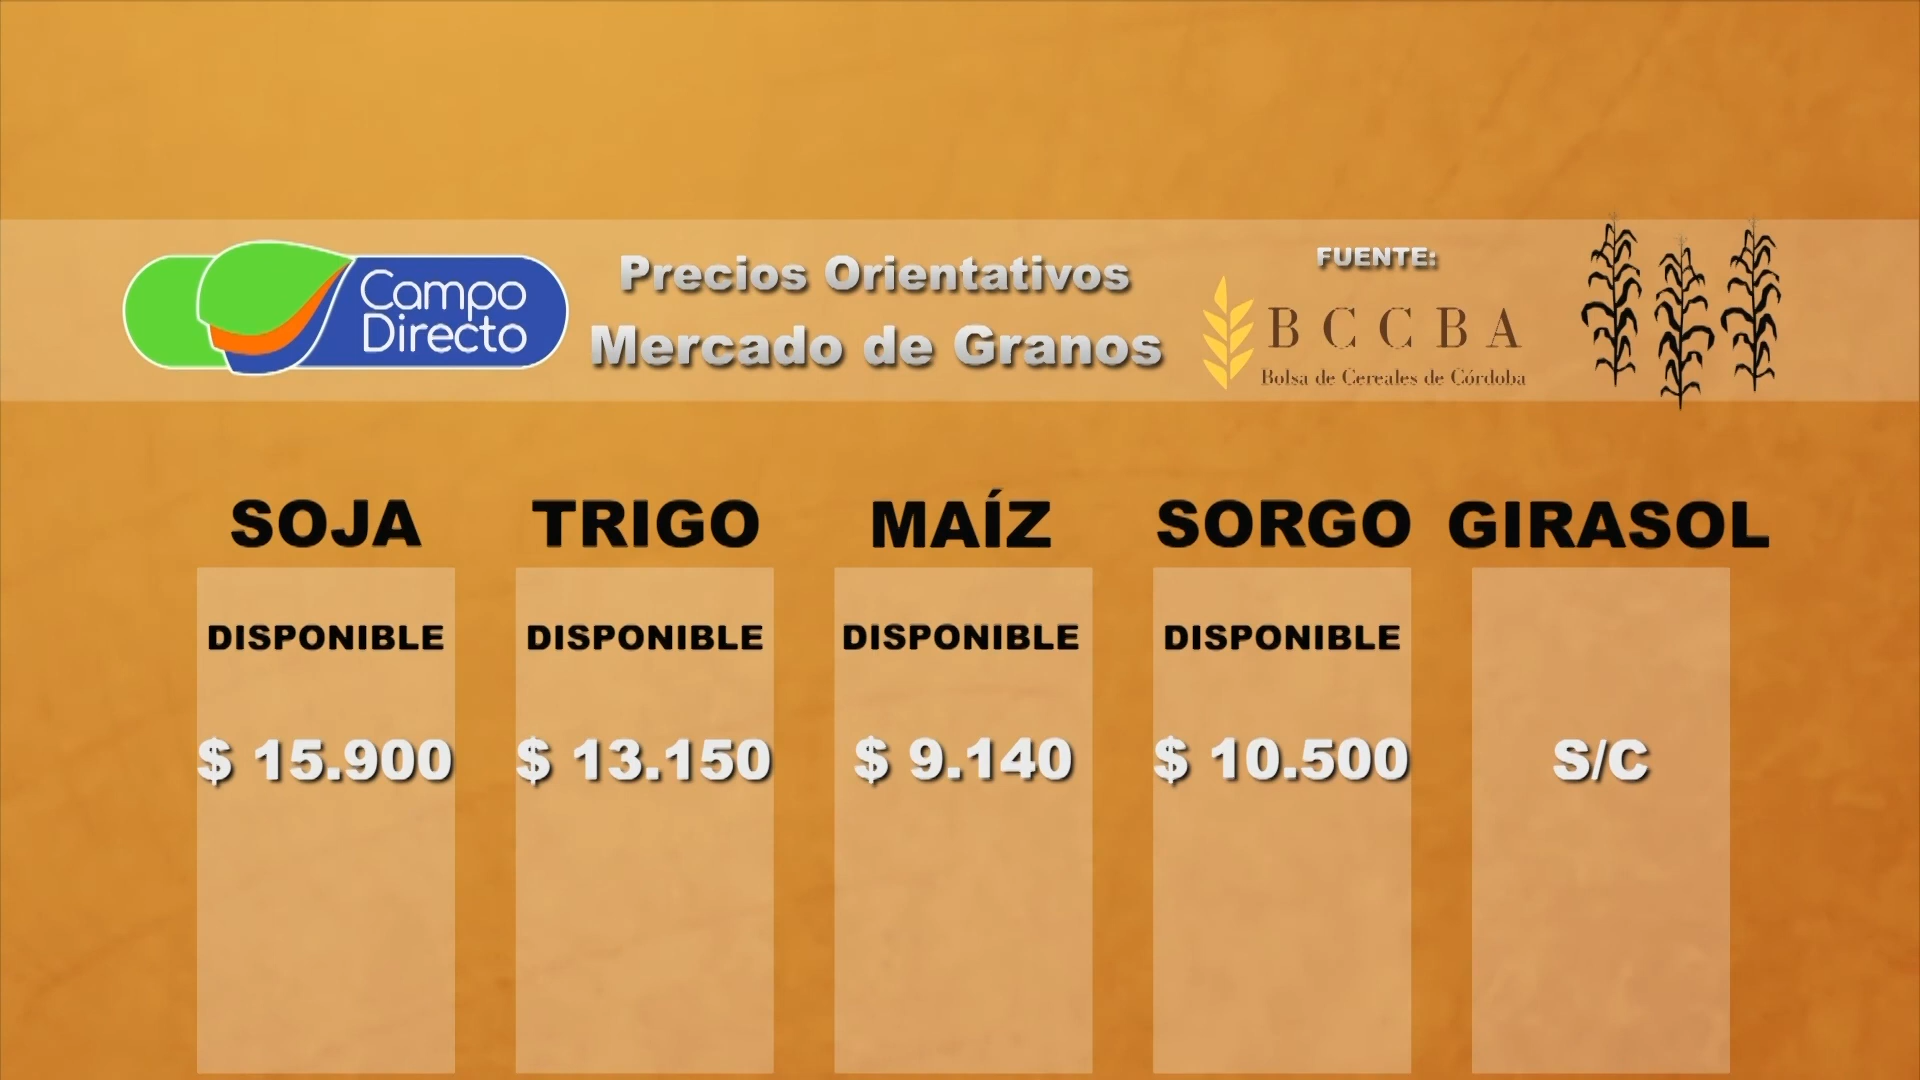 Campo
Directo
Precios Orientativos
Mercado de Granos
FUENTE:
BCCBA
Bolsa de Cereales de Córdoba
SOJA TRIGO MAÍZ SORGO GIRASOL
DISPONIBLE DISPONIBLE DISPONIBLE DISPONIBLE
$ 15.900 $ 13.150 $ 9.140 $ 10.500 S/C